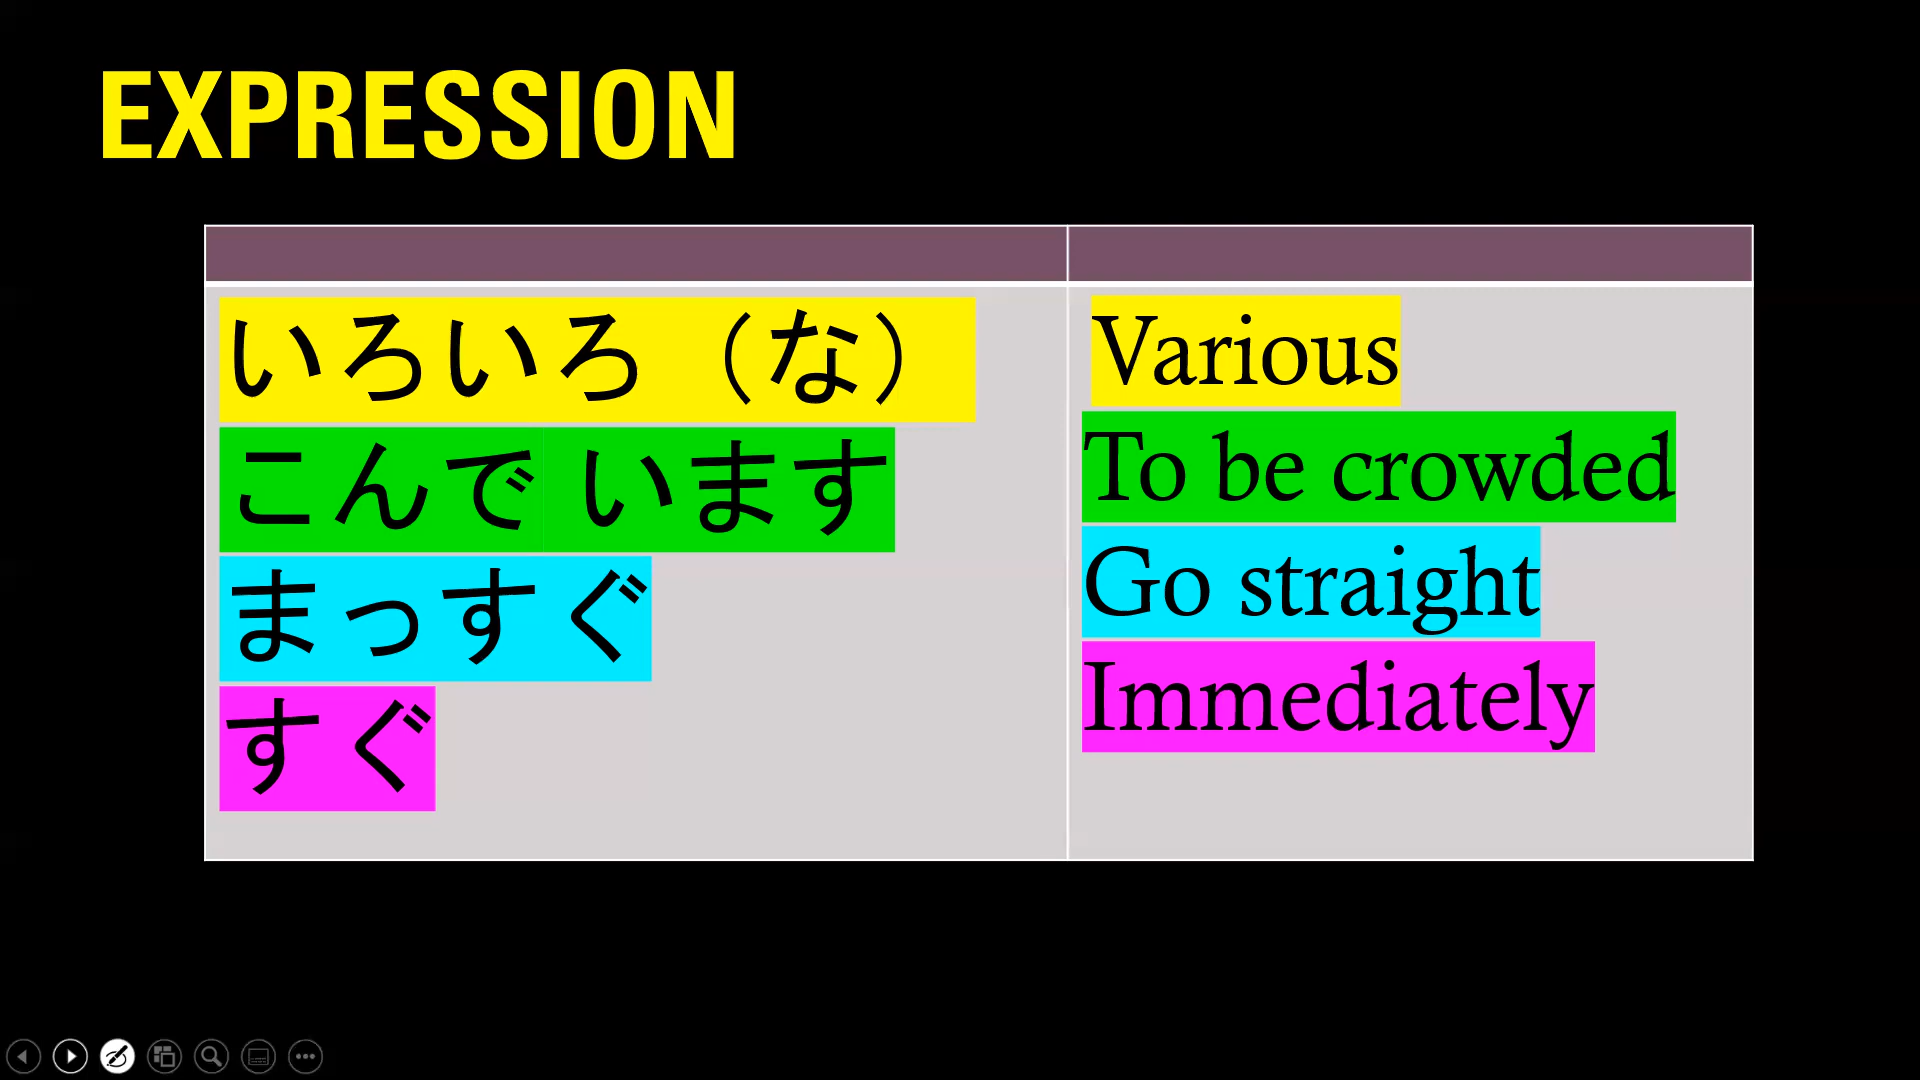 EXPRESSION
いろいろ（な）
Various
こんで います
To be crowded
まっすぐ
Go straight
すぐ
Immediately